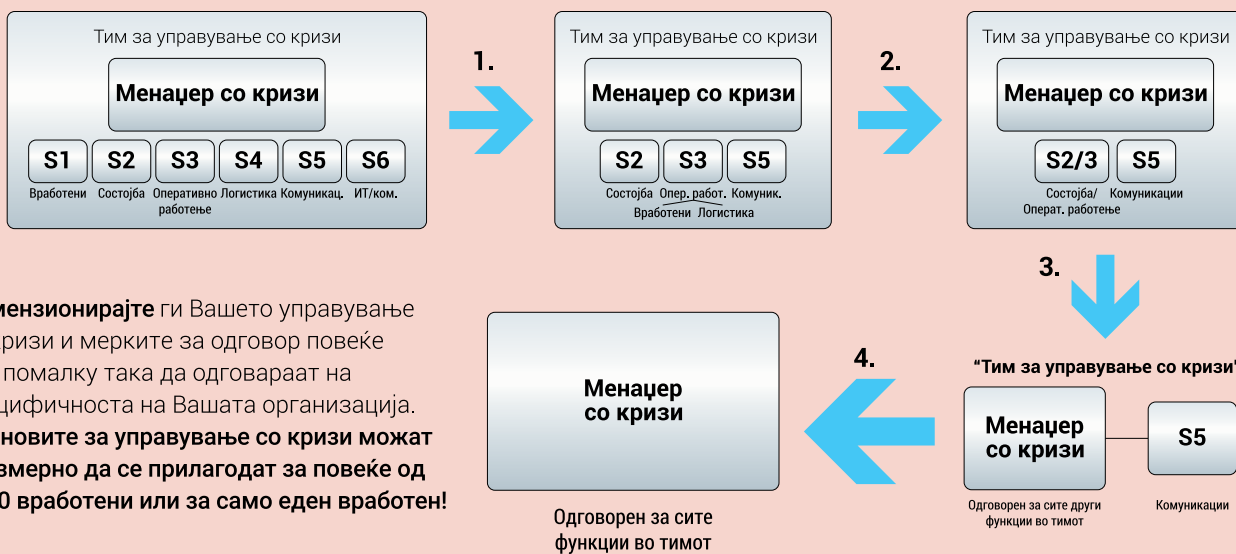 Тим за управување со кризи
Менаџер со кризи
S1 S2 S3 S4 S5 S6
Вработени Состојба Оперативно Логистика Комуникац. ИТ/ком.
работење
1.
Тим за управување со кризи
Менаџер со кризи
S2 S3 S5
Состојба Опер. работ. Комуник.
Вработени Логистика
2.
Тим за управување со кризи
Менаџер со кризи
S2/3 S5
Состојба/ Комуникации
Операт. работење
3.
“Тим за управување со кризи"
Менаџер
со кризи
S5
Одговорен за сите други
функции во тимот
Комуникации
4.
Менаџер
со кризи
Одговорен за сите
функции во тимот
ги Вашето управување
и мерките за одговор повеќе
помалку така да одговараат на
на Вашата организација.
за управување со кризи можат
да се прилагодат за повеќе од
вработени или за само еден вработен!